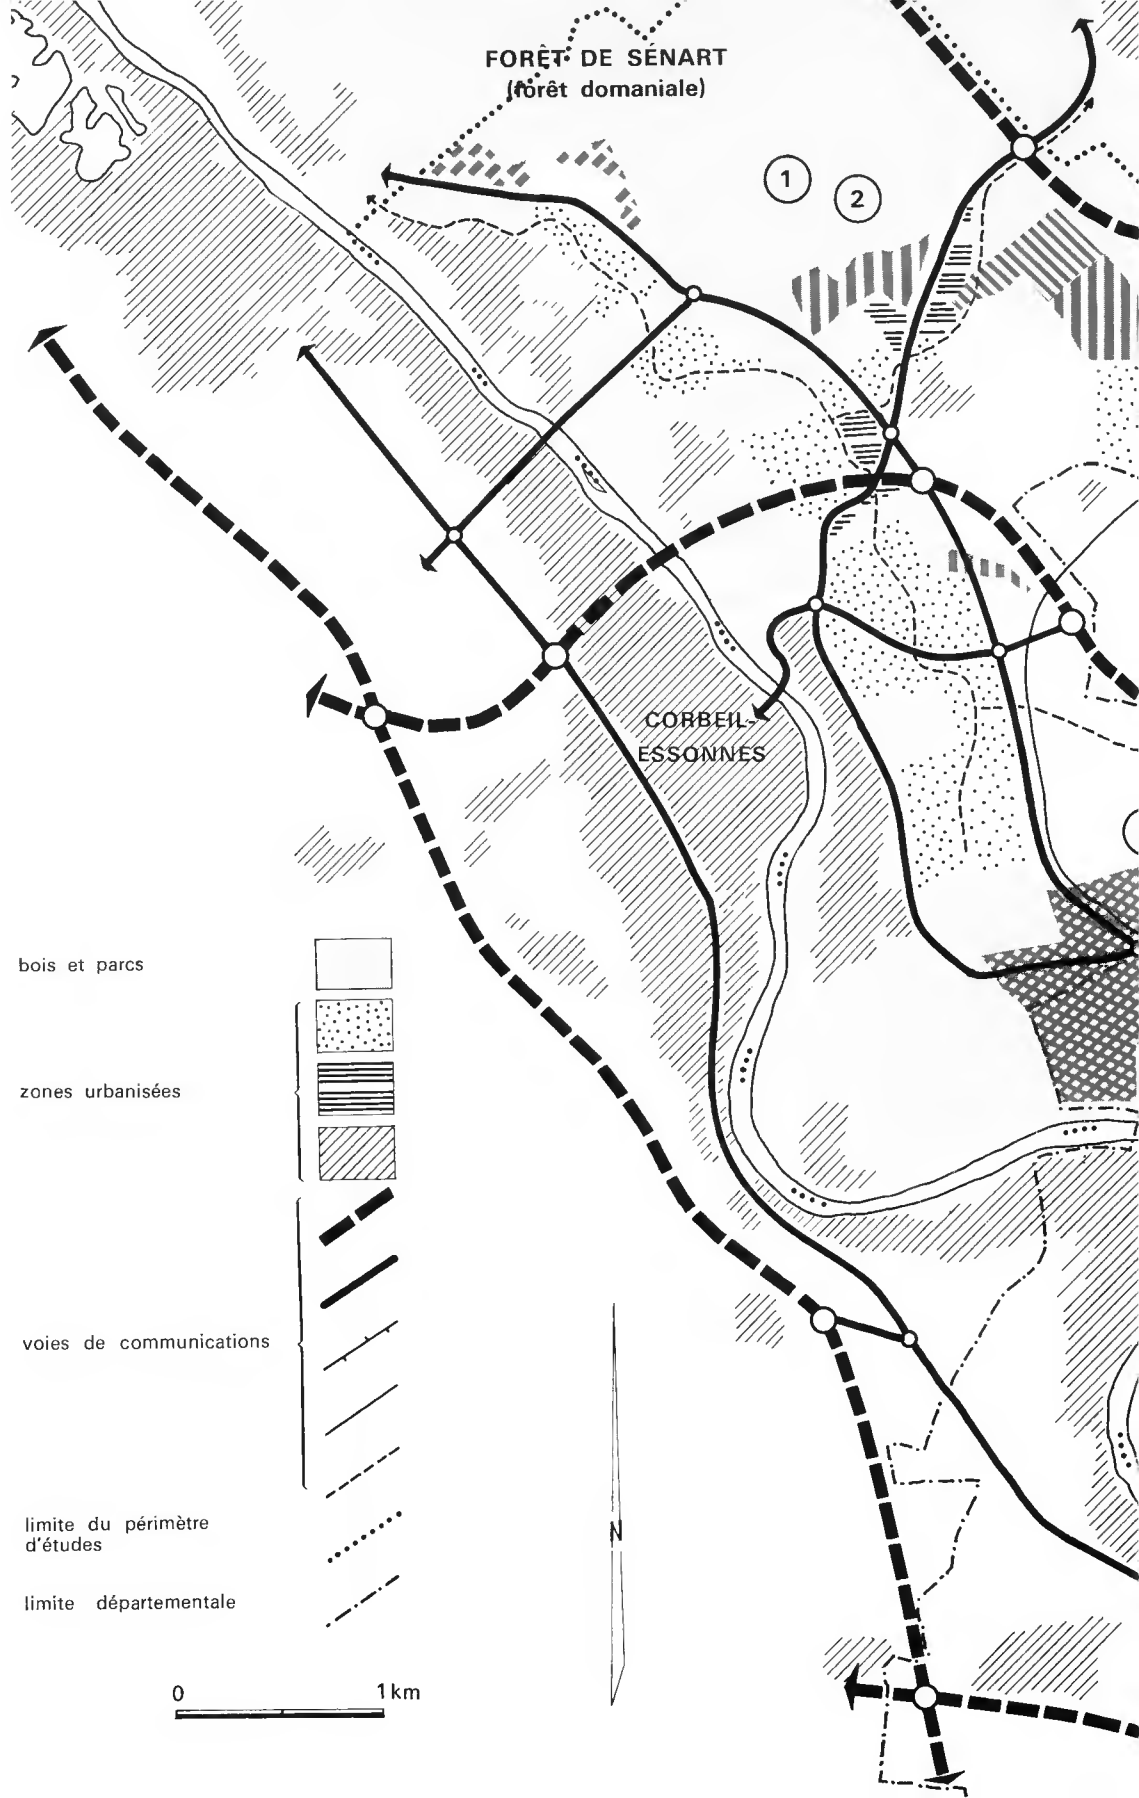 FORÊT DE SÉNART
(forêt domaniale)
1
2
CORBEIL-
ESSONNES
bois et parcs
zones urbanisées
voies de communications
limite du périmètre
d'études
limite départementale
N
0 1 km